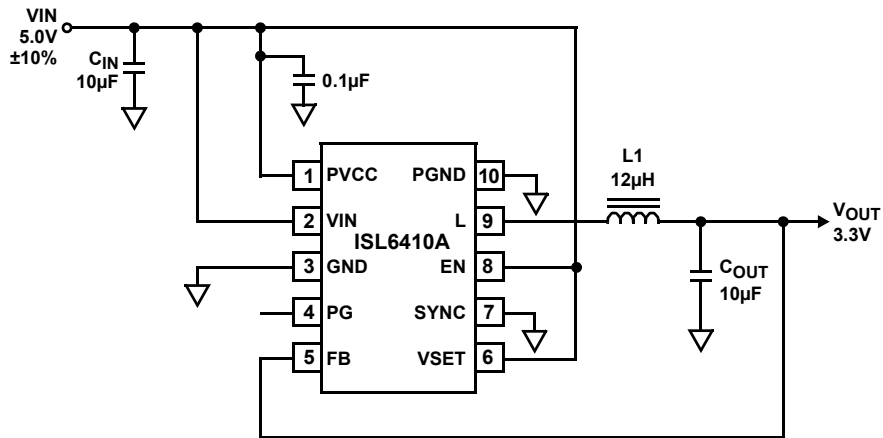 VIN
5.0V
±10%
CIN
10µF
0.1µF
1 PVCC
PGND 10
2 VIN
L 9
ISL6410A
3 GND
EN 8
4 PG
SYNC 7
5 FB
VSET 6
L1
12µH
VOUT
3.3V
COUT
10µF